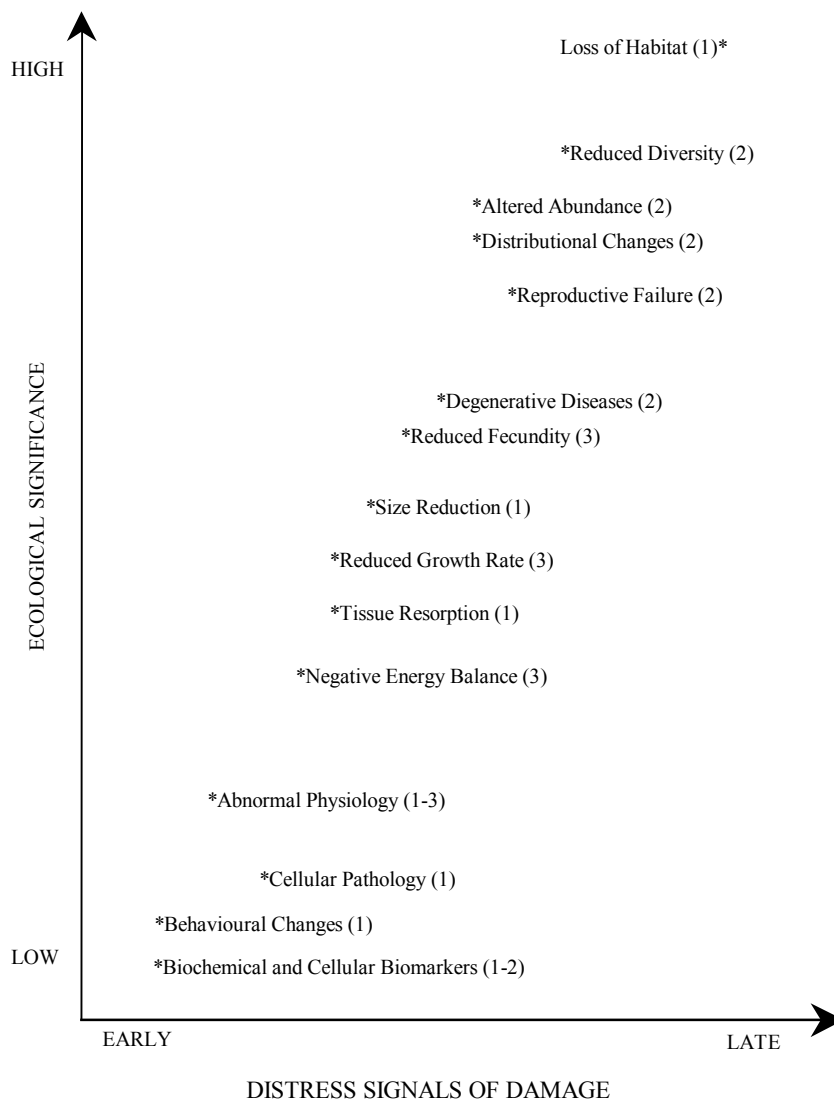 Loss of Habitat (1)*
HIGH
*Reduced Diversity (2)
*Altered Abundance (2)
*Distributional Changes (2)
*Reproductive Failure (2)
ECOLOGICAL SIGNIFICANCE
*Degenerative Diseases (2)
*Reduced Fecundity (3)
*Size Reduction (1)
*Reduced Growth Rate (3)
*Tissue Resorption (1)
*Negative Energy Balance (3)
*Abnormal Physiology (1-3)
*Cellular Pathology (1)
*Behavioural Changes (1)
LOW
*Biochemical and Cellular Biomarkers (1-2)
EARLY
LATE
DISTRESS SIGNALS OF DAMAGE